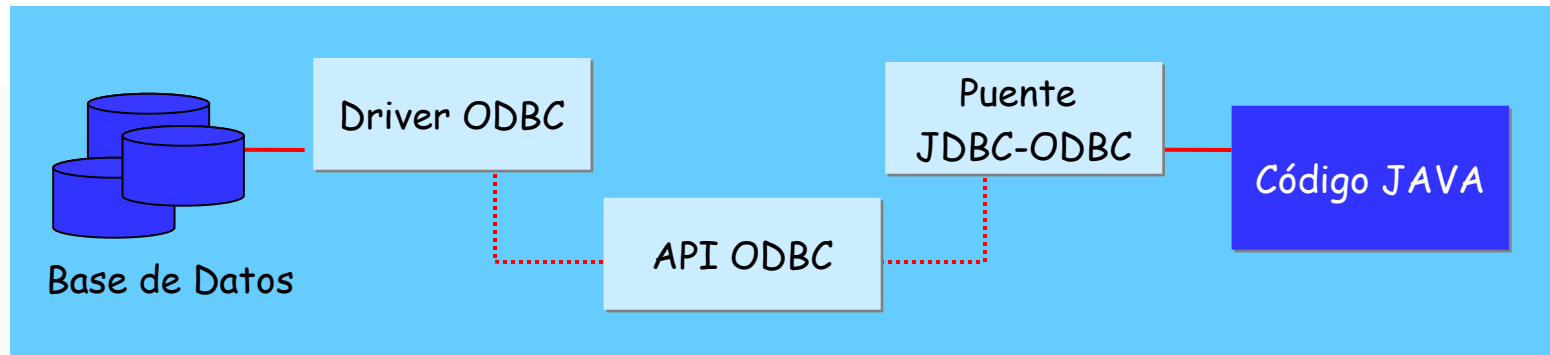 Base de Datos
Driver ODBC
API ODBC
Puente
JDBC-ODBC
Código JAVA